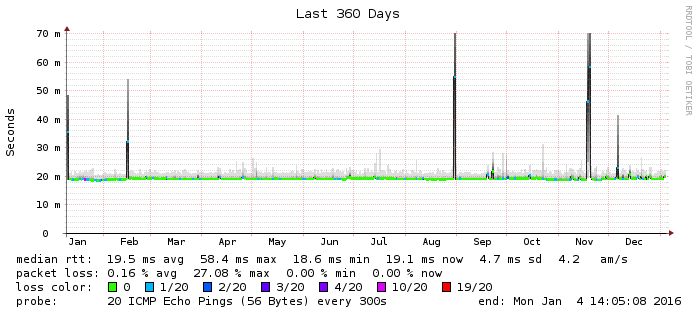 Last 360 Days
RRDTOOL / TOBI OETIKER
Seconds
70 m
60 m
50 m
40 m
30 m
20 m
10 m
0
Jan Feb Mar Apr May Jun Jul Aug Sep Oct Nov Dec
median rtt: 19.5 ms avg 58.4 ms max 18.6 ms min 19.1 ms now 4.7 ms sd 4.2 am/s
packet loss: 0.16 % avg 27.08 % max 0.00 % min 0.00 % now
loss color: 0 1/20 2/20 3/20 4/20 10/20 19/20
probe: 20 ICMP Echo Pings (56 Bytes) every 300s end: Mon Jan 4 14:05:08 2016